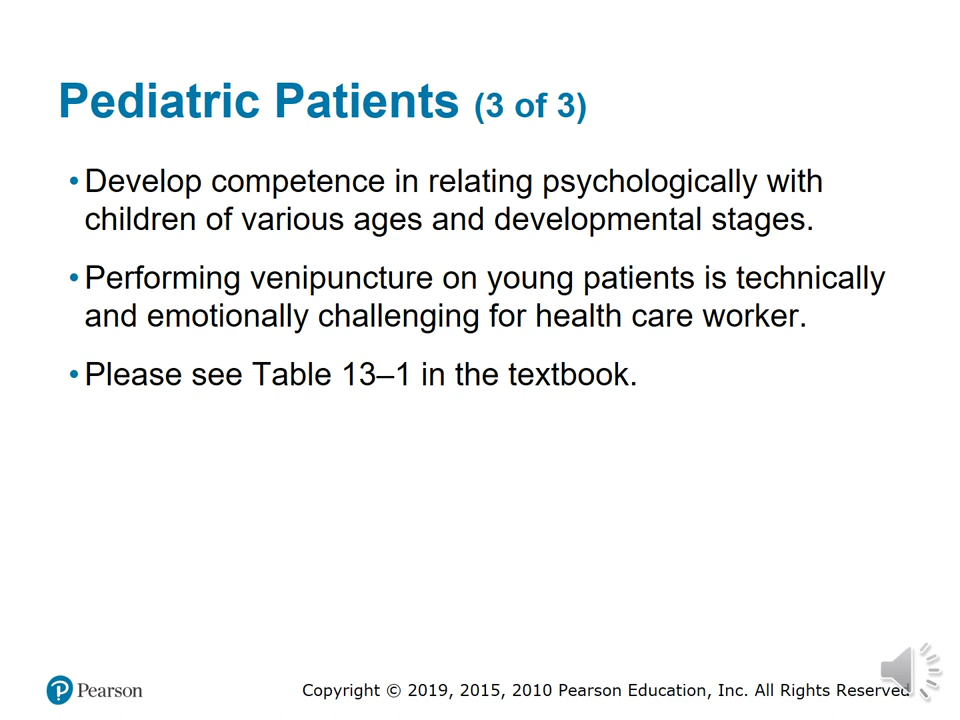 Pediatric Patients (3 of 3)
• Develop competence in relating psychologically with
children of various ages and developmental stages.
• Performing venipuncture on young patients is technically
and emotionally challenging for health care worker.
• Please see Table 13–1 in the textbook.
Pearson
Copyright © 2019, 2015, 2010 Pearson Education, Inc. All Rights Reserved